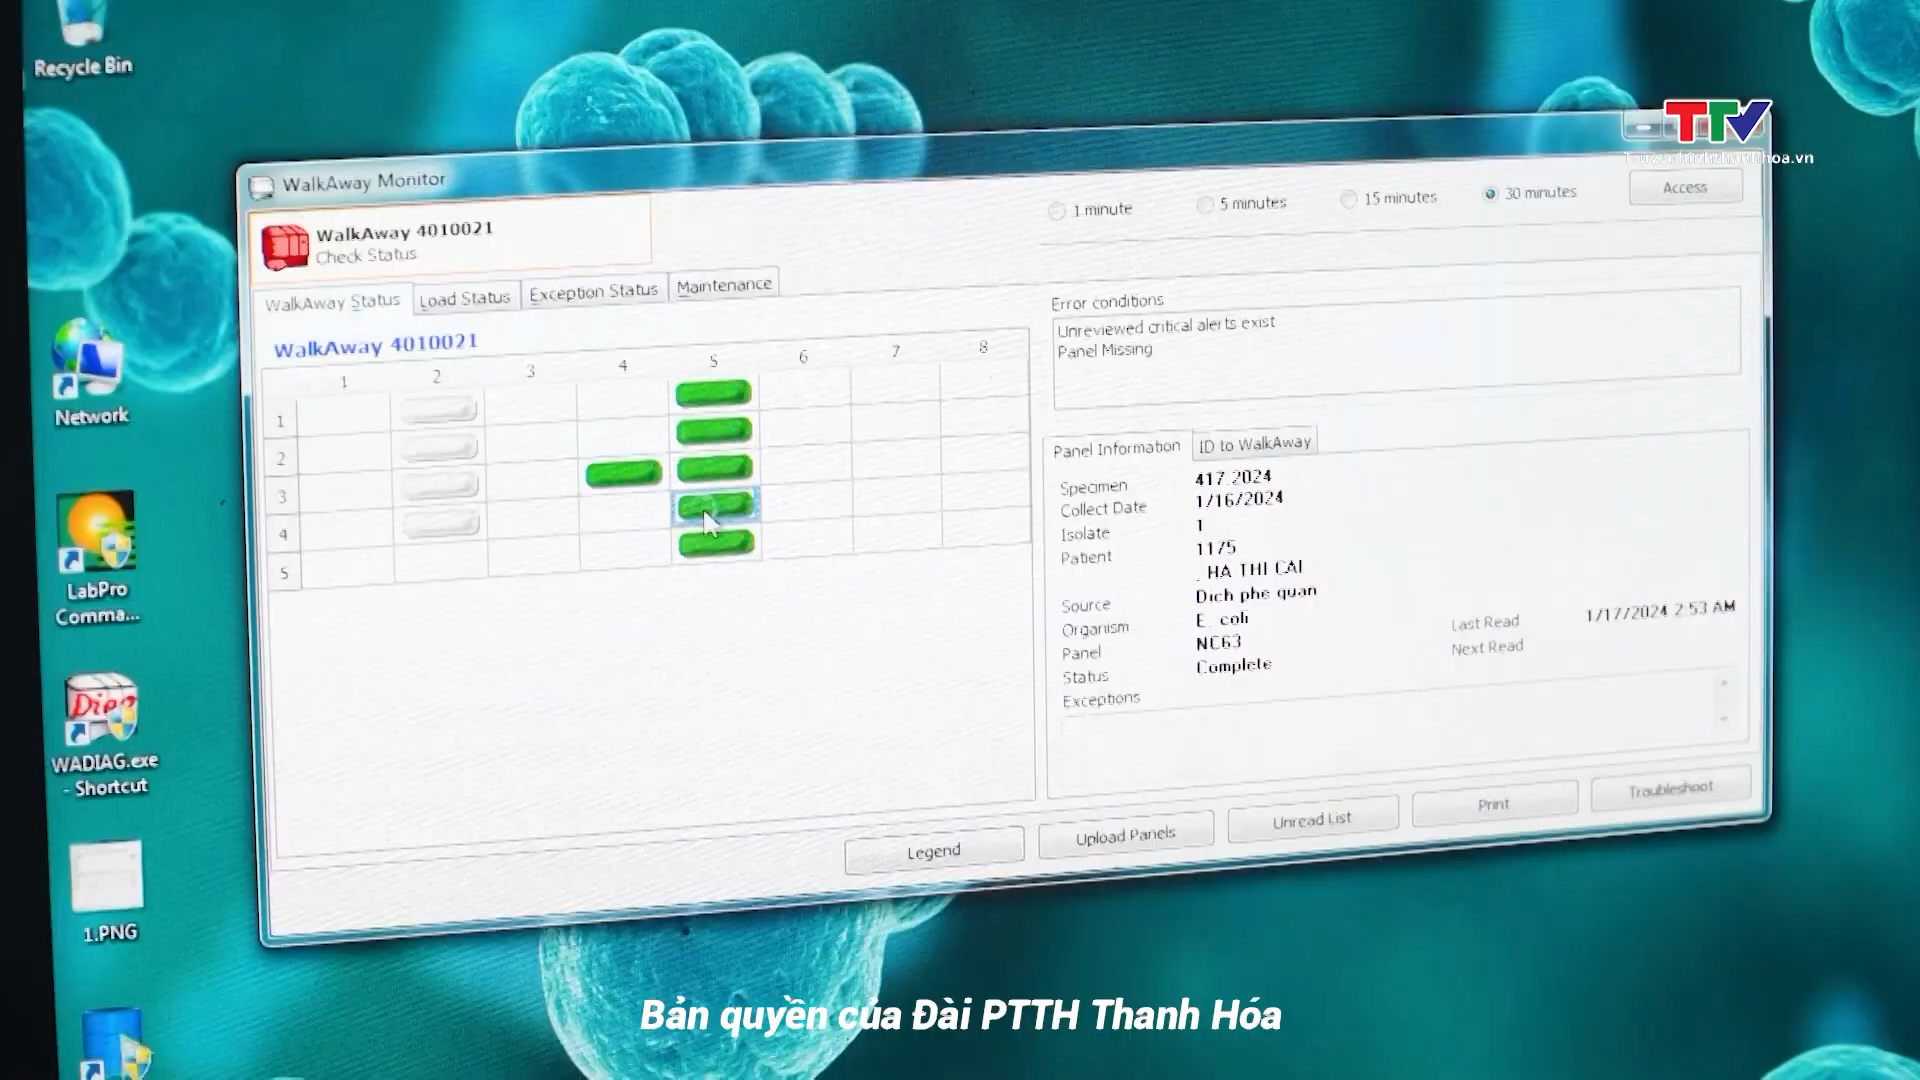 Recycle Bin
TTV
Truyenhinhthanhhoa.vn
WalkAway Monitor
WalkAway 4010021
Check Status
1 minute
5 minutes
15 minutes
30 minutes
Access
WalkAway Status
Load Status
Exception Status
Maintenance
WalkAway 4010021
1 2 3 4 5 6 7 8
1
2
3
4
5
Error conditions
Unreviewed critical alerts exist
Panel Missing
Panel Information
ID to WalkAway
Specimen 417.2024
Collect Date 1/16/2024
Isolate 1
Patient 1175
, HA THI CAI
Source Dich phe quan
Organism E. coli
Panel NC63
Status Complete
Exceptions
Last Read 1/17/2024 2:53 AM
Next Read
Legend
Upload Panels
Unread List
Print
Troubleshoot
Network
LabPro
Comma...
Diag
WADIAG.exe
- Shortcut
1.PNG
Bản quyền của Đài PTTH Thanh Hóa